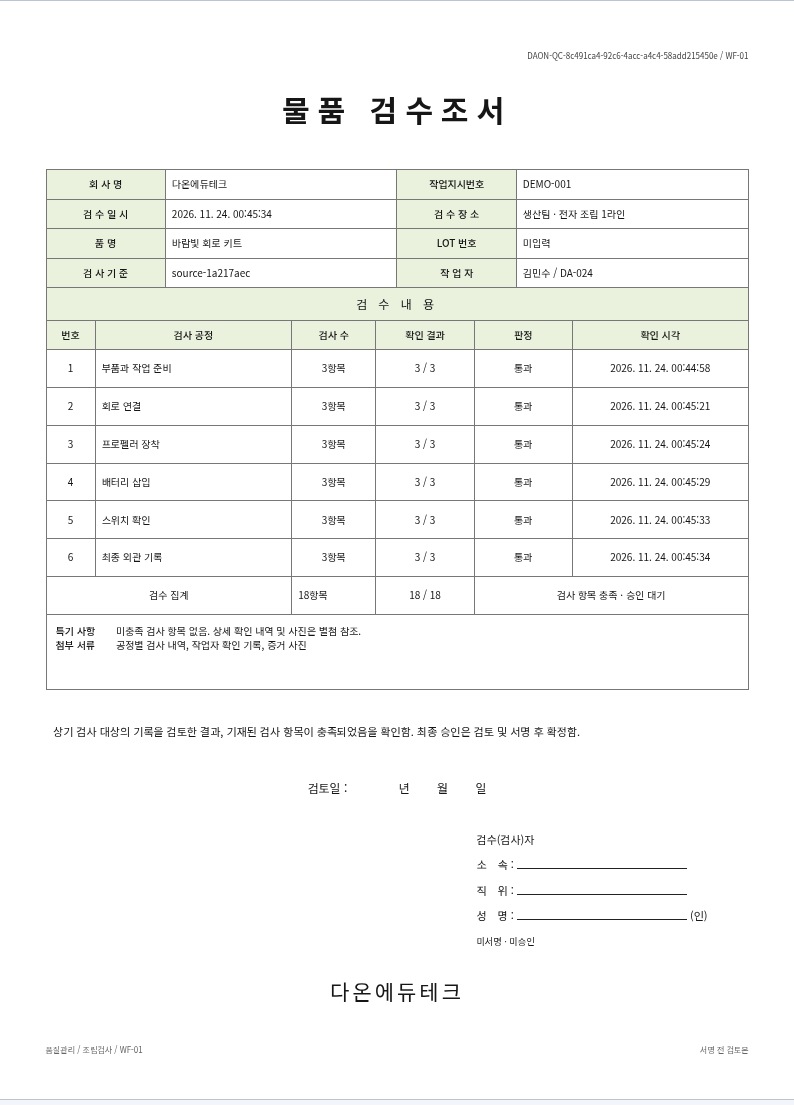 DAON-QC-8c491ca4-92c6-4acc-a4c4-58add215450e / WF-01
물품 검수조서
회 사 명 다온에듀테크 작업지시번호 DEMO-001
검 수 일 시 2026. 11. 24. 00:45:34 검 수 장 소 생산팀 · 전자 조립 1라인
품 명 바람빛 회로 키트 LOT 번호 미입력
검 사 기 준 source-1a217aec 작 업 자 김민수 / DA-024
검 수 내 용
번호 검사 공정 검사 수 확인 결과 판정 확인 시각
1 부품과 작업 준비 3항목 3 / 3 통과 2026. 11. 24. 00:44:58
2 회로 연결 3항목 3 / 3 통과 2026. 11. 24. 00:45:21
3 프로펠러 장착 3항목 3 / 3 통과 2026. 11. 24. 00:45:24
4 배터리 삽입 3항목 3 / 3 통과 2026. 11. 24. 00:45:29
5 스위치 확인 3항목 3 / 3 통과 2026. 11. 24. 00:45:33
6 최종 외관 기록 3항목 3 / 3 통과 2026. 11. 24. 00:45:34
검수 집계 18항목 18 / 18 검사 항목 충족 · 승인 대기
특기 사항 미충족 검사 항목 없음. 상세 확인 내역 및 사진은 별첨 참조.
첨부 서류 공정별 검사 내역, 작업자 확인 기록, 증거 사진
상기 검사 대상의 기록을 검토한 결과, 기재된 검사 항목이 충족되었음을 확인함. 최종 승인은 검토 및 서명 후 확정함.
검토일 : 년 월 일
검수(검사)자
소 속 :
직 위 :
성 명 : (인)
미서명 · 미승인
다온에듀테크
품질관리 / 조립검사 / WF-01 서명 전 검토본